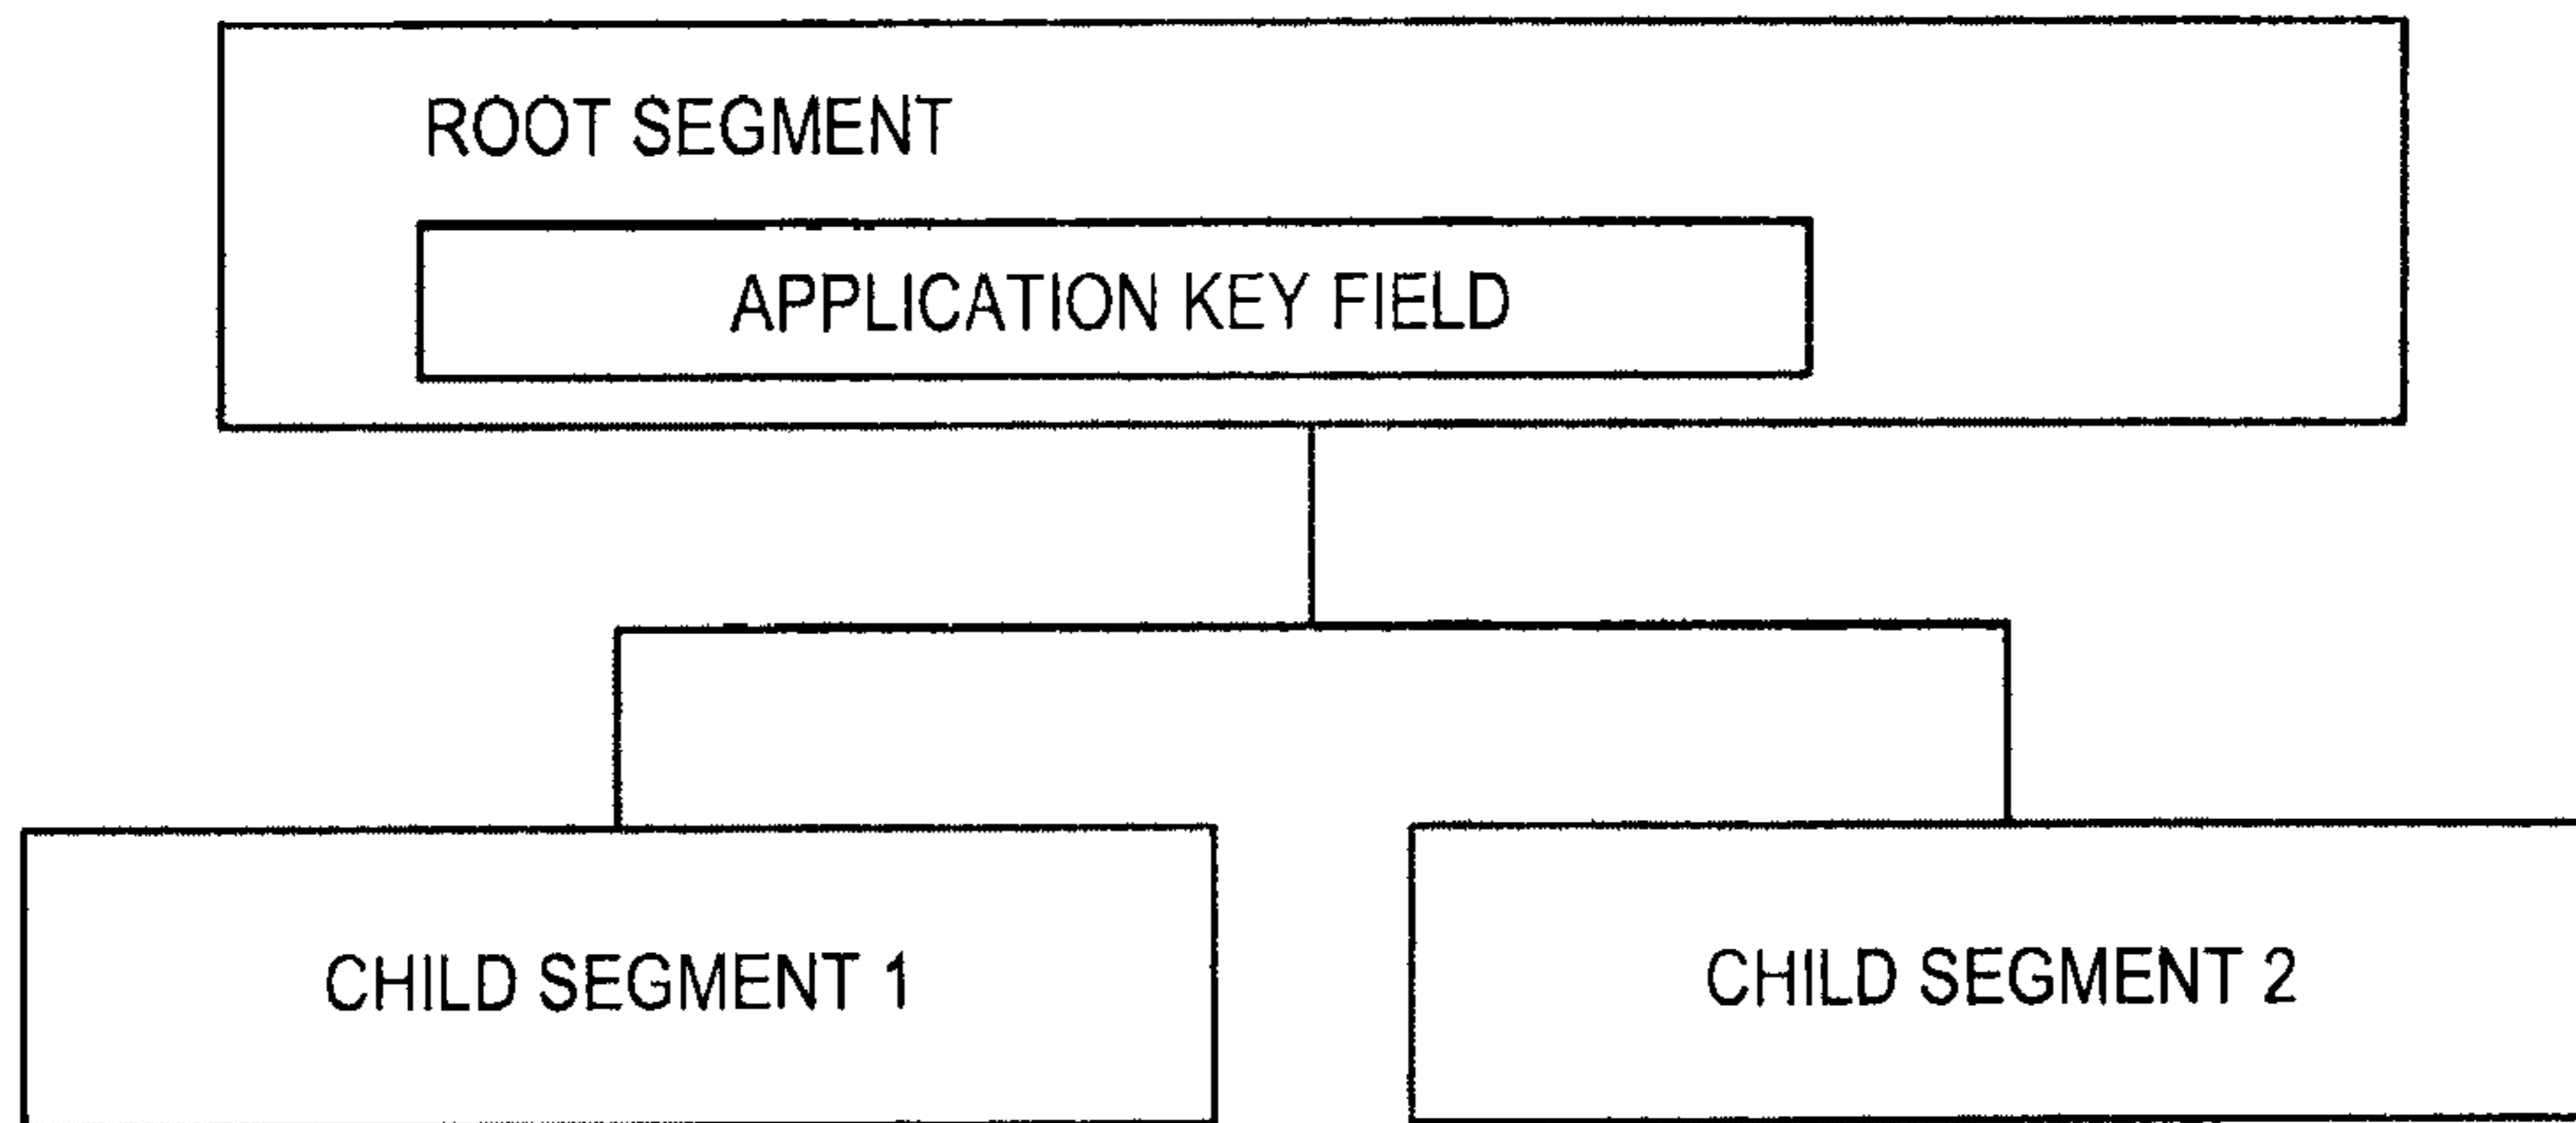 ROOT SEGMENT
APPLICATION KEY FIELD
CHILD SEGMENT 1
CHILD SEGMENT 2